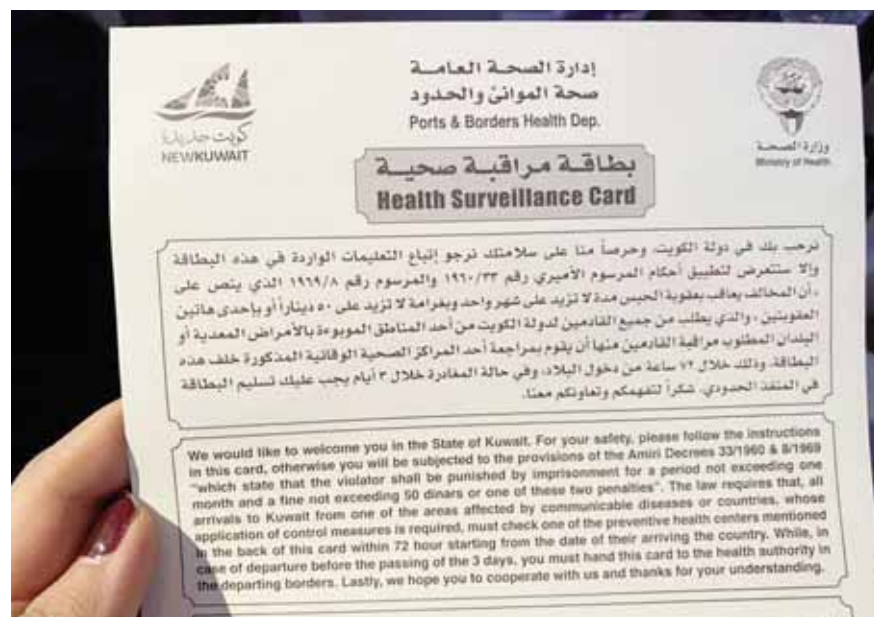 إدارة الصحة العامة
صحة الموانئ والحدود
Ports & Borders Health Dep.
كويت جديدة
NEWKUWAIT
وزارة الصحة
Ministry of Health
بطاقة مراقبة صحية
Health Surveillance Card
نرحب بك في دولة الكويت، وحرصاً منا على سلامتك نرجو إتباع التعليمات الواردة في هذه البطاقة
وإلا ستتعرض لتطبيق أحكام المرسوم الأميري رقم ١٩٦٠/٣٣ والمرسوم رقم ١٩٦٩/٨ الذي ينص على
، أن المخالف يعاقب بعقوبة الحبس مدة لا تزيد على شهر واحد وبغرامة لا تزيد على ٥٠ ديناراً أو بإحدى هاتين
العقوبتين ، والذي يطلب من جميع القادمين لدولة الكويت من أحد المناطق الموبوءة بالأمراض المعدية أو
البلدان المطلوب مراقبة القادمين منها أن يقوم بمراجعة أحد المراكز الصحية الوقائية المذكورة خلف هذه
البطاقة، وذلك خلال ٧٢ ساعة من دخول البلاد، وفي حالة المغادرة خلال ٣ أيام يجب عليك تسليم البطاقة
في المنفذ الحدودي. شكراً لتفهمكم وتعاونكم معنا.
We would like to welcome you in the State of Kuwait. For your safety, please follow the instructions
in this card, otherwise you will be subjected to the provisions of the Amiri Decrees 33/1960 & 8/1969
"which state that the violator shall be punished by imprisonment for a period not exceeding one
month and a fine not exceeding 50 dinars or one of these two penalties". The law requires that, all
arrivals to Kuwait from one of the areas affected by communicable diseases or countries, whose
application of control measures is required, must check one of the preventive health centers mentioned
in the back of this card within 72 hour starting from the date of their arriving the country. While, in
case of departure before the passing of the 3 days, you must hand this card to the health authority in
the departing borders. Lastly, we hope you to cooperate with us and thanks for your understanding.